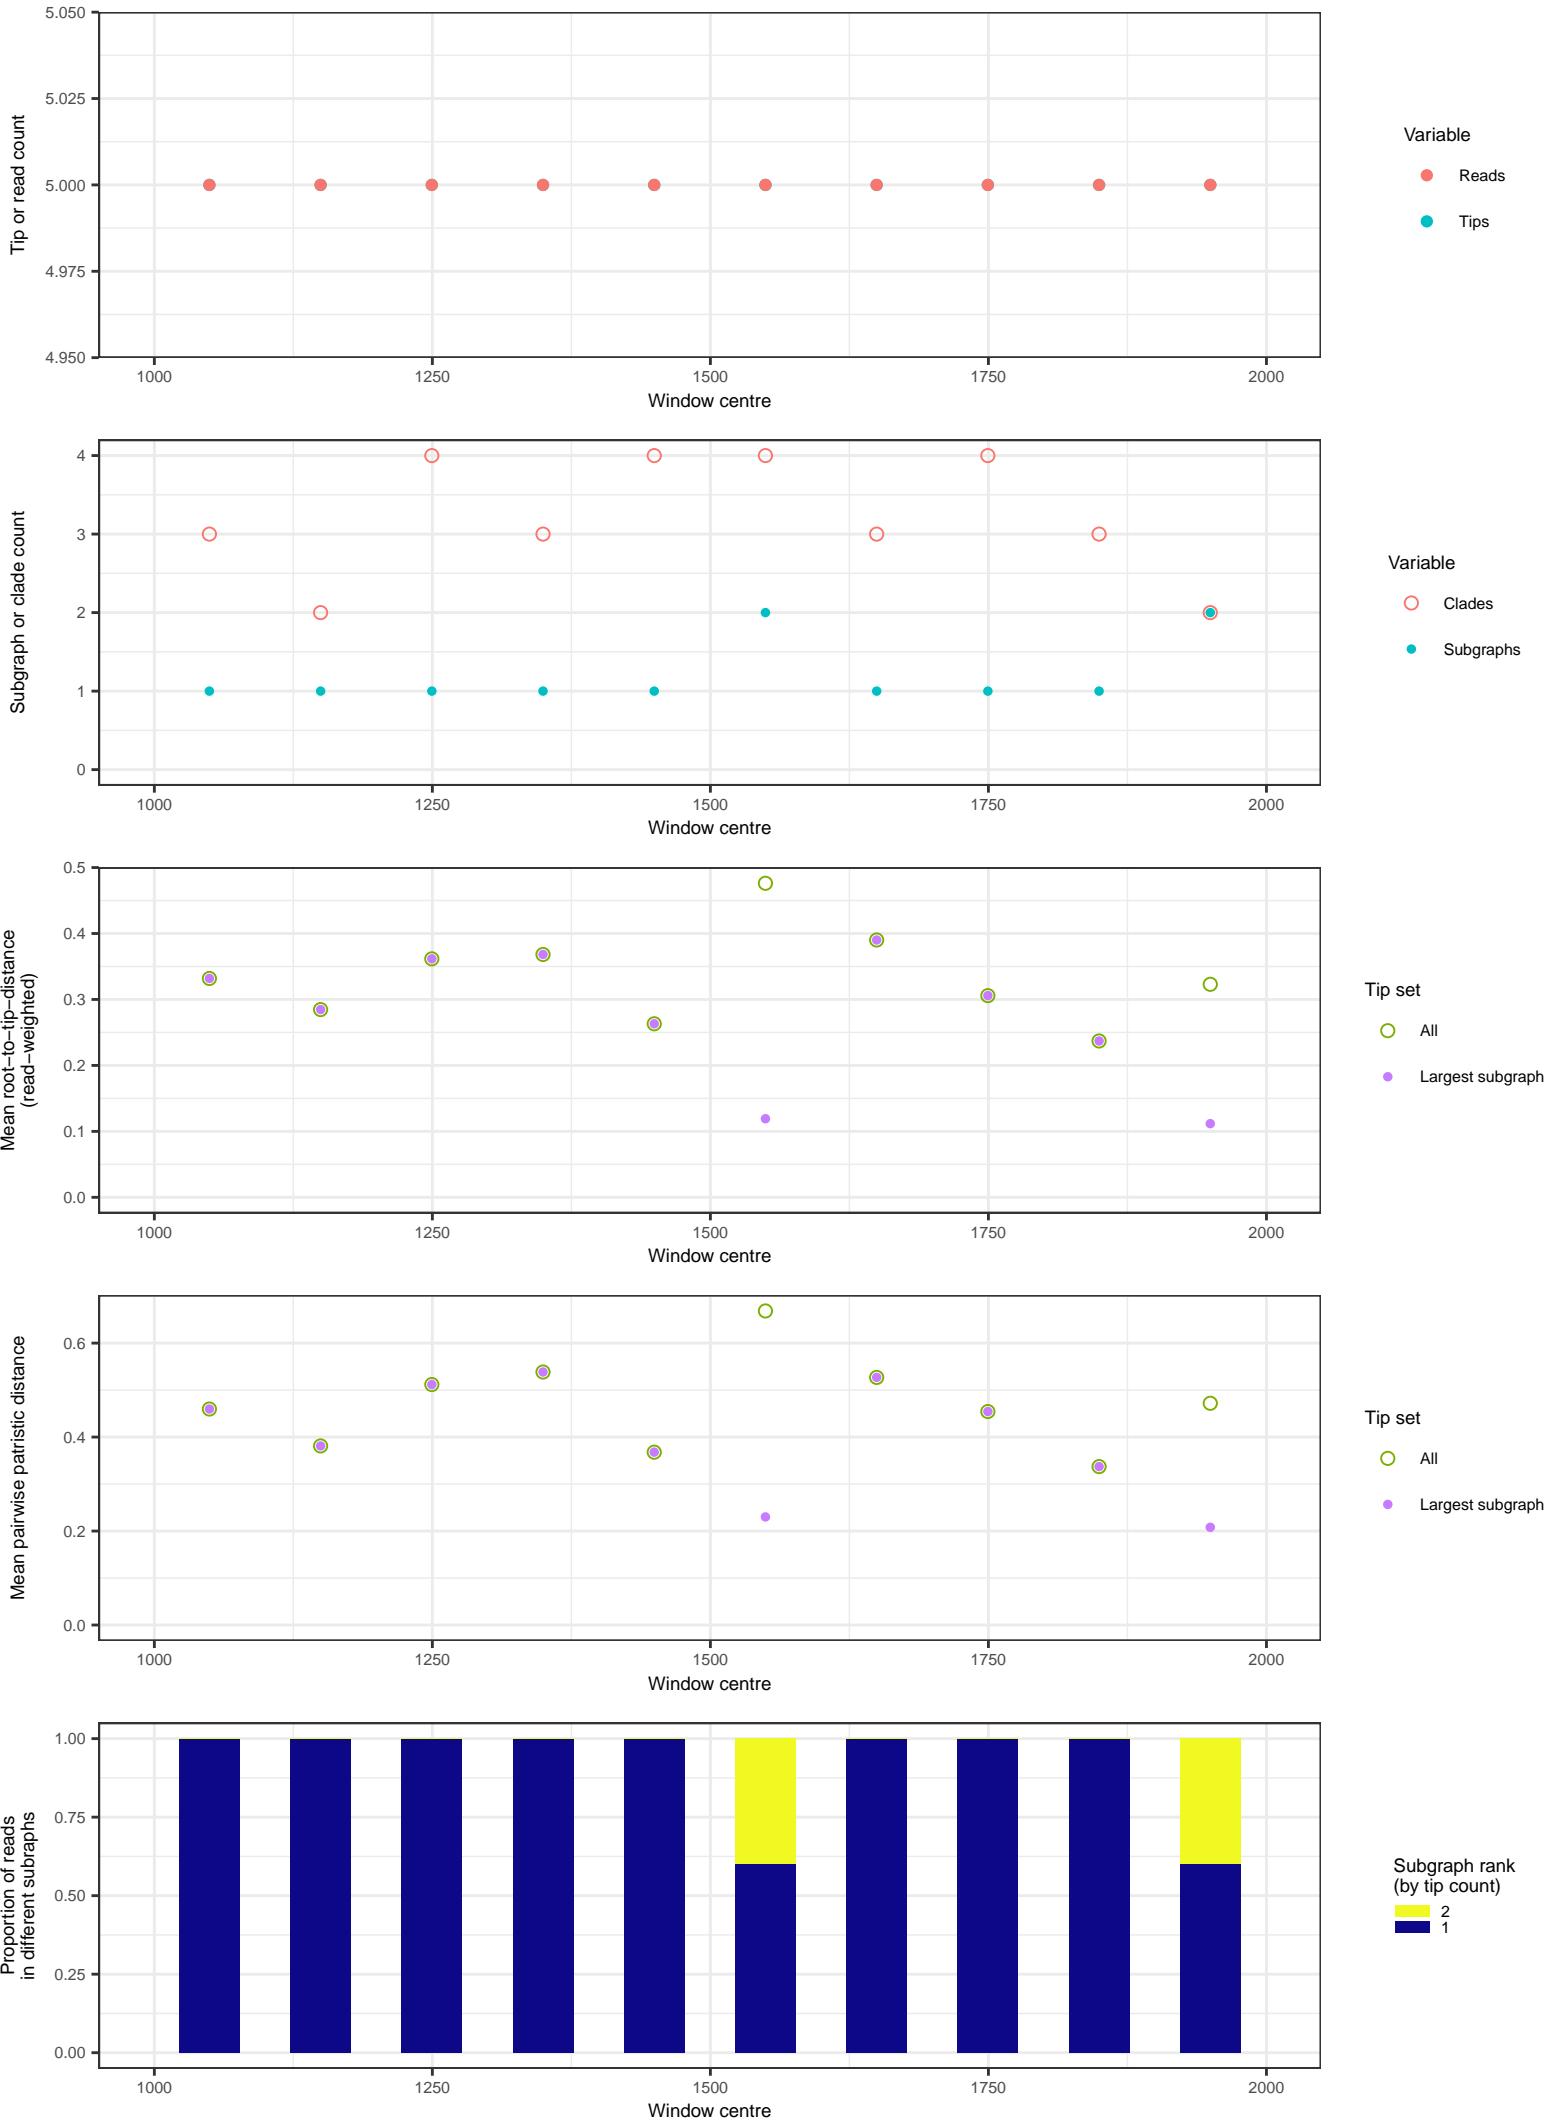 5.050
5.025
5.000
4.975
4.950
Tip or read count
1000 1250 1500 1750 2000
Window centre
Variable
Reads
Tips
4
3
2
1
0
Subgraph or clade count
1000 1250 1500 1750 2000
Window centre
Variable
Clades
Subgraphs
0.5
0.4
0.3
0.2
0.1
0.0
Mean root−to−tip−distance
(read−weighted)
1000 1250 1500 1750 2000
Window centre
Tip set
All
Largest subgraph
0.6
0.4
0.2
0.0
Mean pairwise patristic distance
1000 1250 1500 1750 2000
Window centre
Tip set
All
Largest subgraph
1.00
0.75
0.50
0.25
0.00
Proportion of reads
in different subraphs
1000 1250 1500 1750 2000
Window centre
Subgraph rank
(by tip count)
2
1